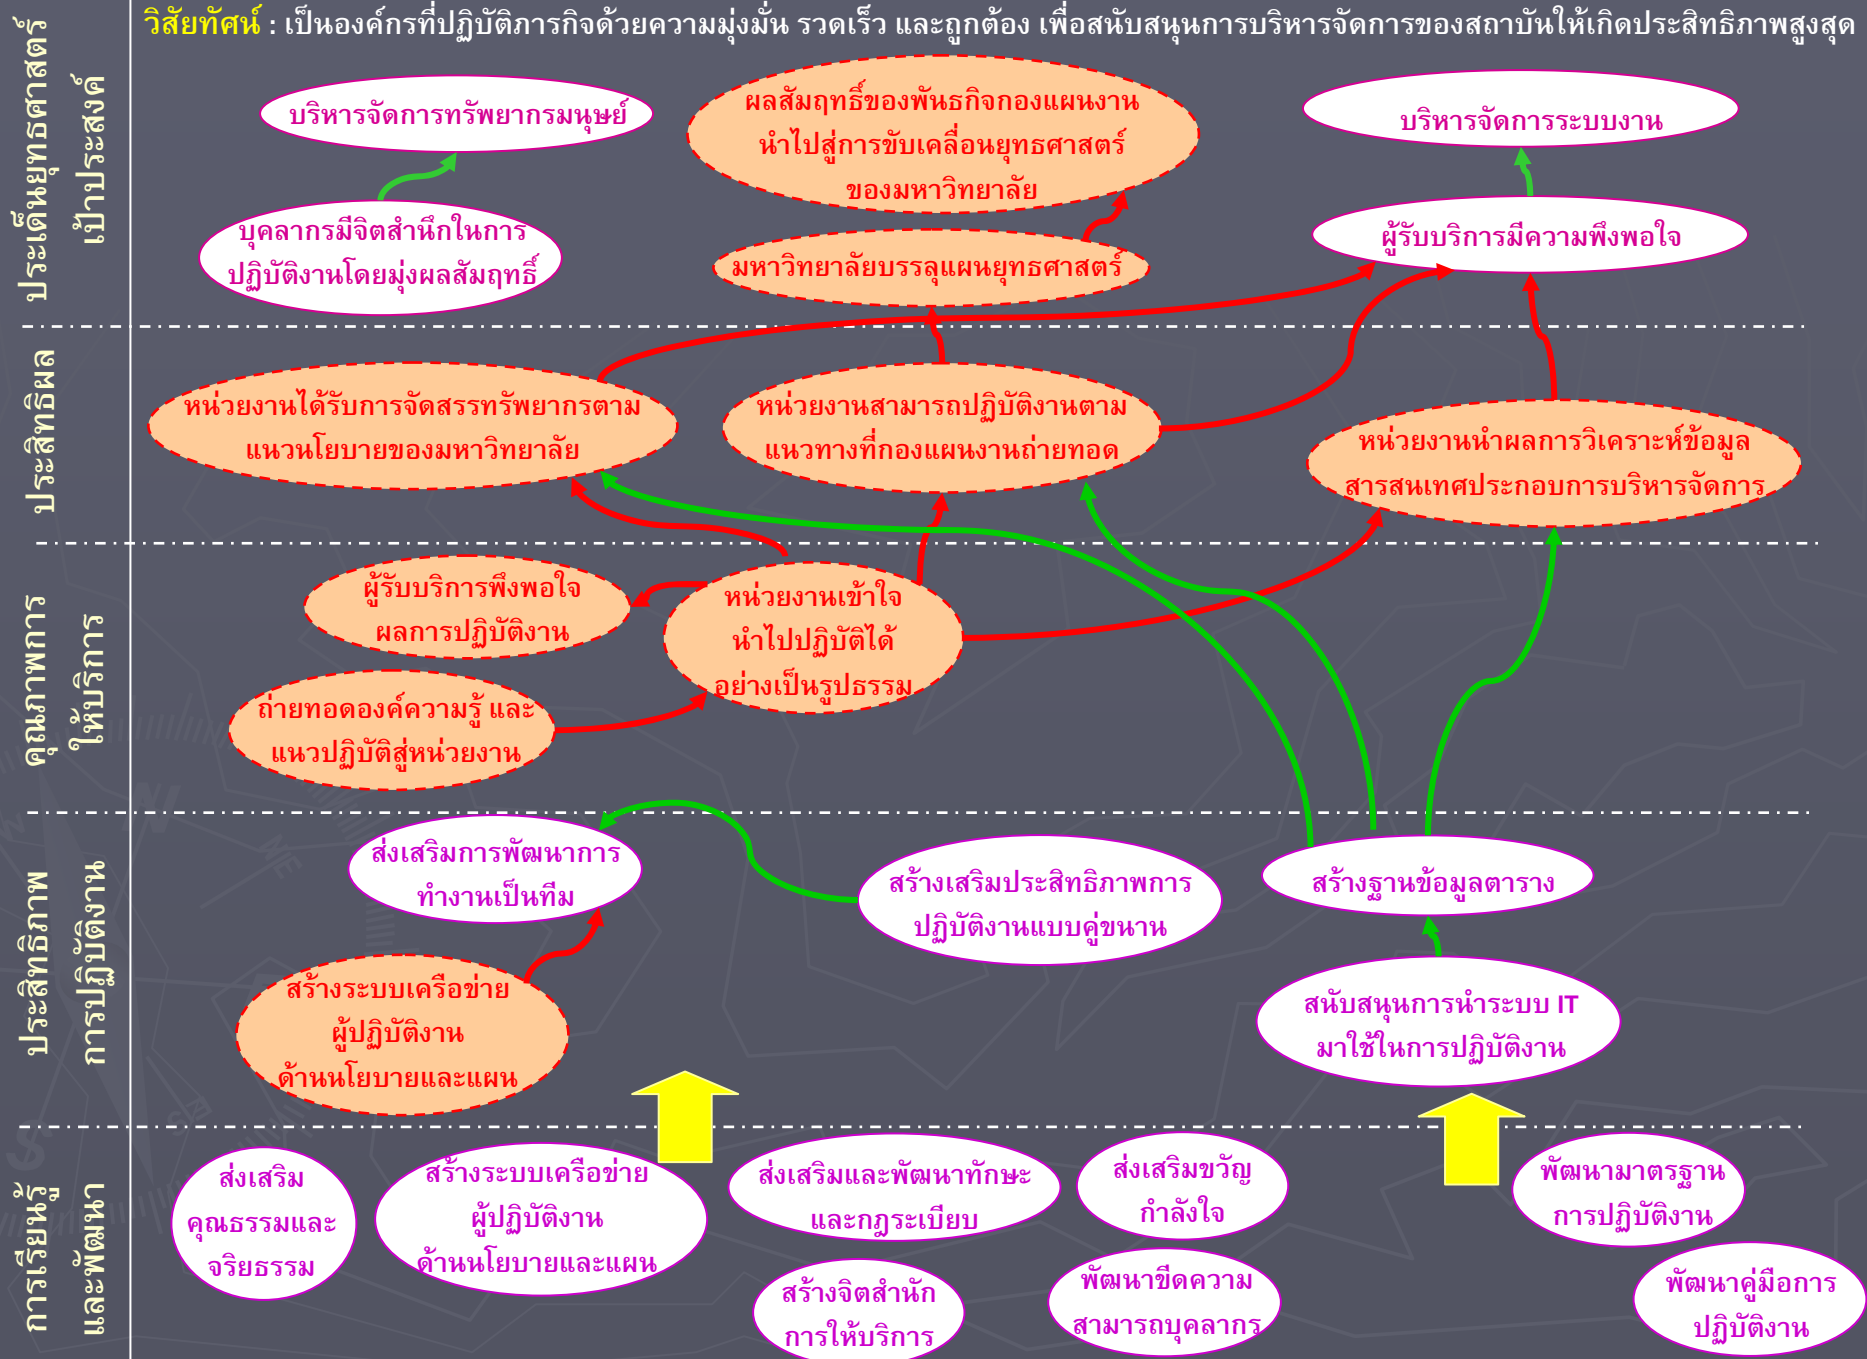 วิสัยทัศน์ : เป็นองค์กรที่ปฏิบัติภารกิจด้วยความมุ่งมั่น รวดเร็ว และถูกต้อง เพื่อสนับสนุนการบริหารจัดการของสถาบันให้เกิดประสิทธิภาพสูงสุด
ประเด็นยุทธศาสตร์
เป้าประสงค์
บริหารจัดการทรัพยากรมนุษย์
ผลสัมฤทธิ์ของพันธกิจกองแผนงาน
นำไปสู่การขับเคลื่อนยุทธศาสตร์
ของมหาวิทยาลัย
บริหารจัดการระบบงาน
บุคลากรมีจิตสำนึกในการ
ปฏิบัติงานโดยมุ่งผลสัมฤทธิ์
มหาวิทยาลัยบรรลุแผนยุทธศาสตร์
ผู้รับบริการมีความพึงพอใจ
ประสิทธิผล
หน่วยงานได้รับการจัดสรรทรัพยากรตาม
แนวนโยบายของมหาวิทยาลัย
หน่วยงานสามารถปฏิบัติงานตาม
แนวทางที่กองแผนงานถ่ายทอด
หน่วยงานนำผลการวิเคราะห์ข้อมูล
สารสนเทศประกอบการบริหารจัดการ
คุณภาพการ
ให้บริการ
ผู้รับบริการพึงพอใจ
ผลการปฏิบัติงาน
หน่วยงานเข้าใจ
นำไปปฏิบัติได้
อย่างเป็นรูปธรรม
ถ่ายทอดองค์ความรู้ และ
แนวปฏิบัติสู่หน่วยงาน
ประสิทธิภาพ
การปฏิบัติงาน
ส่งเสริมการพัฒนาการ
ทำงานเป็นทีม
สร้างเสริมประสิทธิภาพการ
ปฏิบัติงานแบบคู่ขนาน
สร้างฐานข้อมูลตาราง
สร้างระบบเครือข่าย
ผู้ปฏิบัติงาน
ด้านนโยบายและแผน
สนับสนุนการนำระบบ IT
มาใช้ในการปฏิบัติงาน
การเรียนรู้
และพัฒนา
ส่งเสริม
คุณธรรมและ
จริยธรรม
สร้างระบบเครือข่าย
ผู้ปฏิบัติงาน
ด้านนโยบายและแผน
ส่งเสริมและพัฒนาทักษะ
และกฎระเบียบ
ส่งเสริมขวัญ
กำลังใจ
พัฒนามาตรฐาน
การปฏิบัติงาน
สร้างจิตสำนัก
การให้บริการ
พัฒนาขีดความ
สามารถบุคลากร
พัฒนาคู่มือการ
ปฏิบัติงาน
N
NE
S